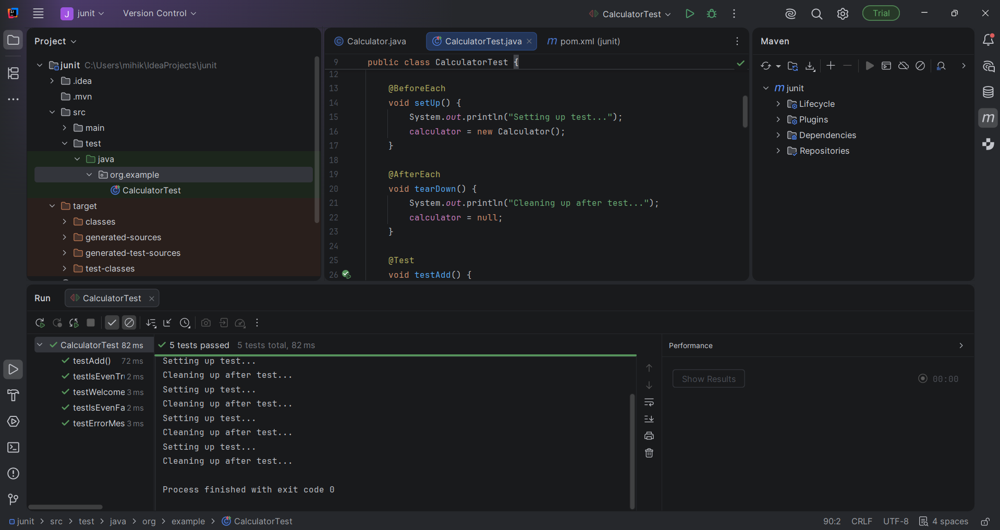 J junit Version Control CalculatorTest Trial
Project
junit C:\Users\mihik\IdeaProjects\junit
.idea
.mvn
src
main
test
java
org.example
CalculatorTest
target
classes
generated-sources
generated-test-sources
test-classes
Calculator.java CalculatorTest.java m pom.xml (junit)
9 public class CalculatorTest {
12
13 @BeforeEach
14 void setUp() {
15 System.out.println("Setting up test...");
16 calculator = new Calculator();
17 }
18
19 @AfterEach
20 void tearDown() {
21 System.out.println("Cleaning up after test...");
22 calculator = null;
23 }
24
25 @Test
26 void testAdd() {
Maven
m junit
Lifecycle
Plugins
Dependencies
Repositories
m
Run CalculatorTest
CalculatorTest 82 ms
testAdd() 72 ms
testIsEvenTr 2 ms
testWelcome 3 ms
testIsEvenFa 2 ms
testErrorMes 3 ms
5 tests passed 5 tests total, 82 ms
Setting up test...
Cleaning up after test...
Setting up test...
Cleaning up after test...
Setting up test...
Cleaning up after test...
Setting up test...
Cleaning up after test...
Process finished with exit code 0
Performance
Show Results 00:00
junit > src > test > java > org > example > CalculatorTest
90:2 CRLF UTF-8 4 spaces